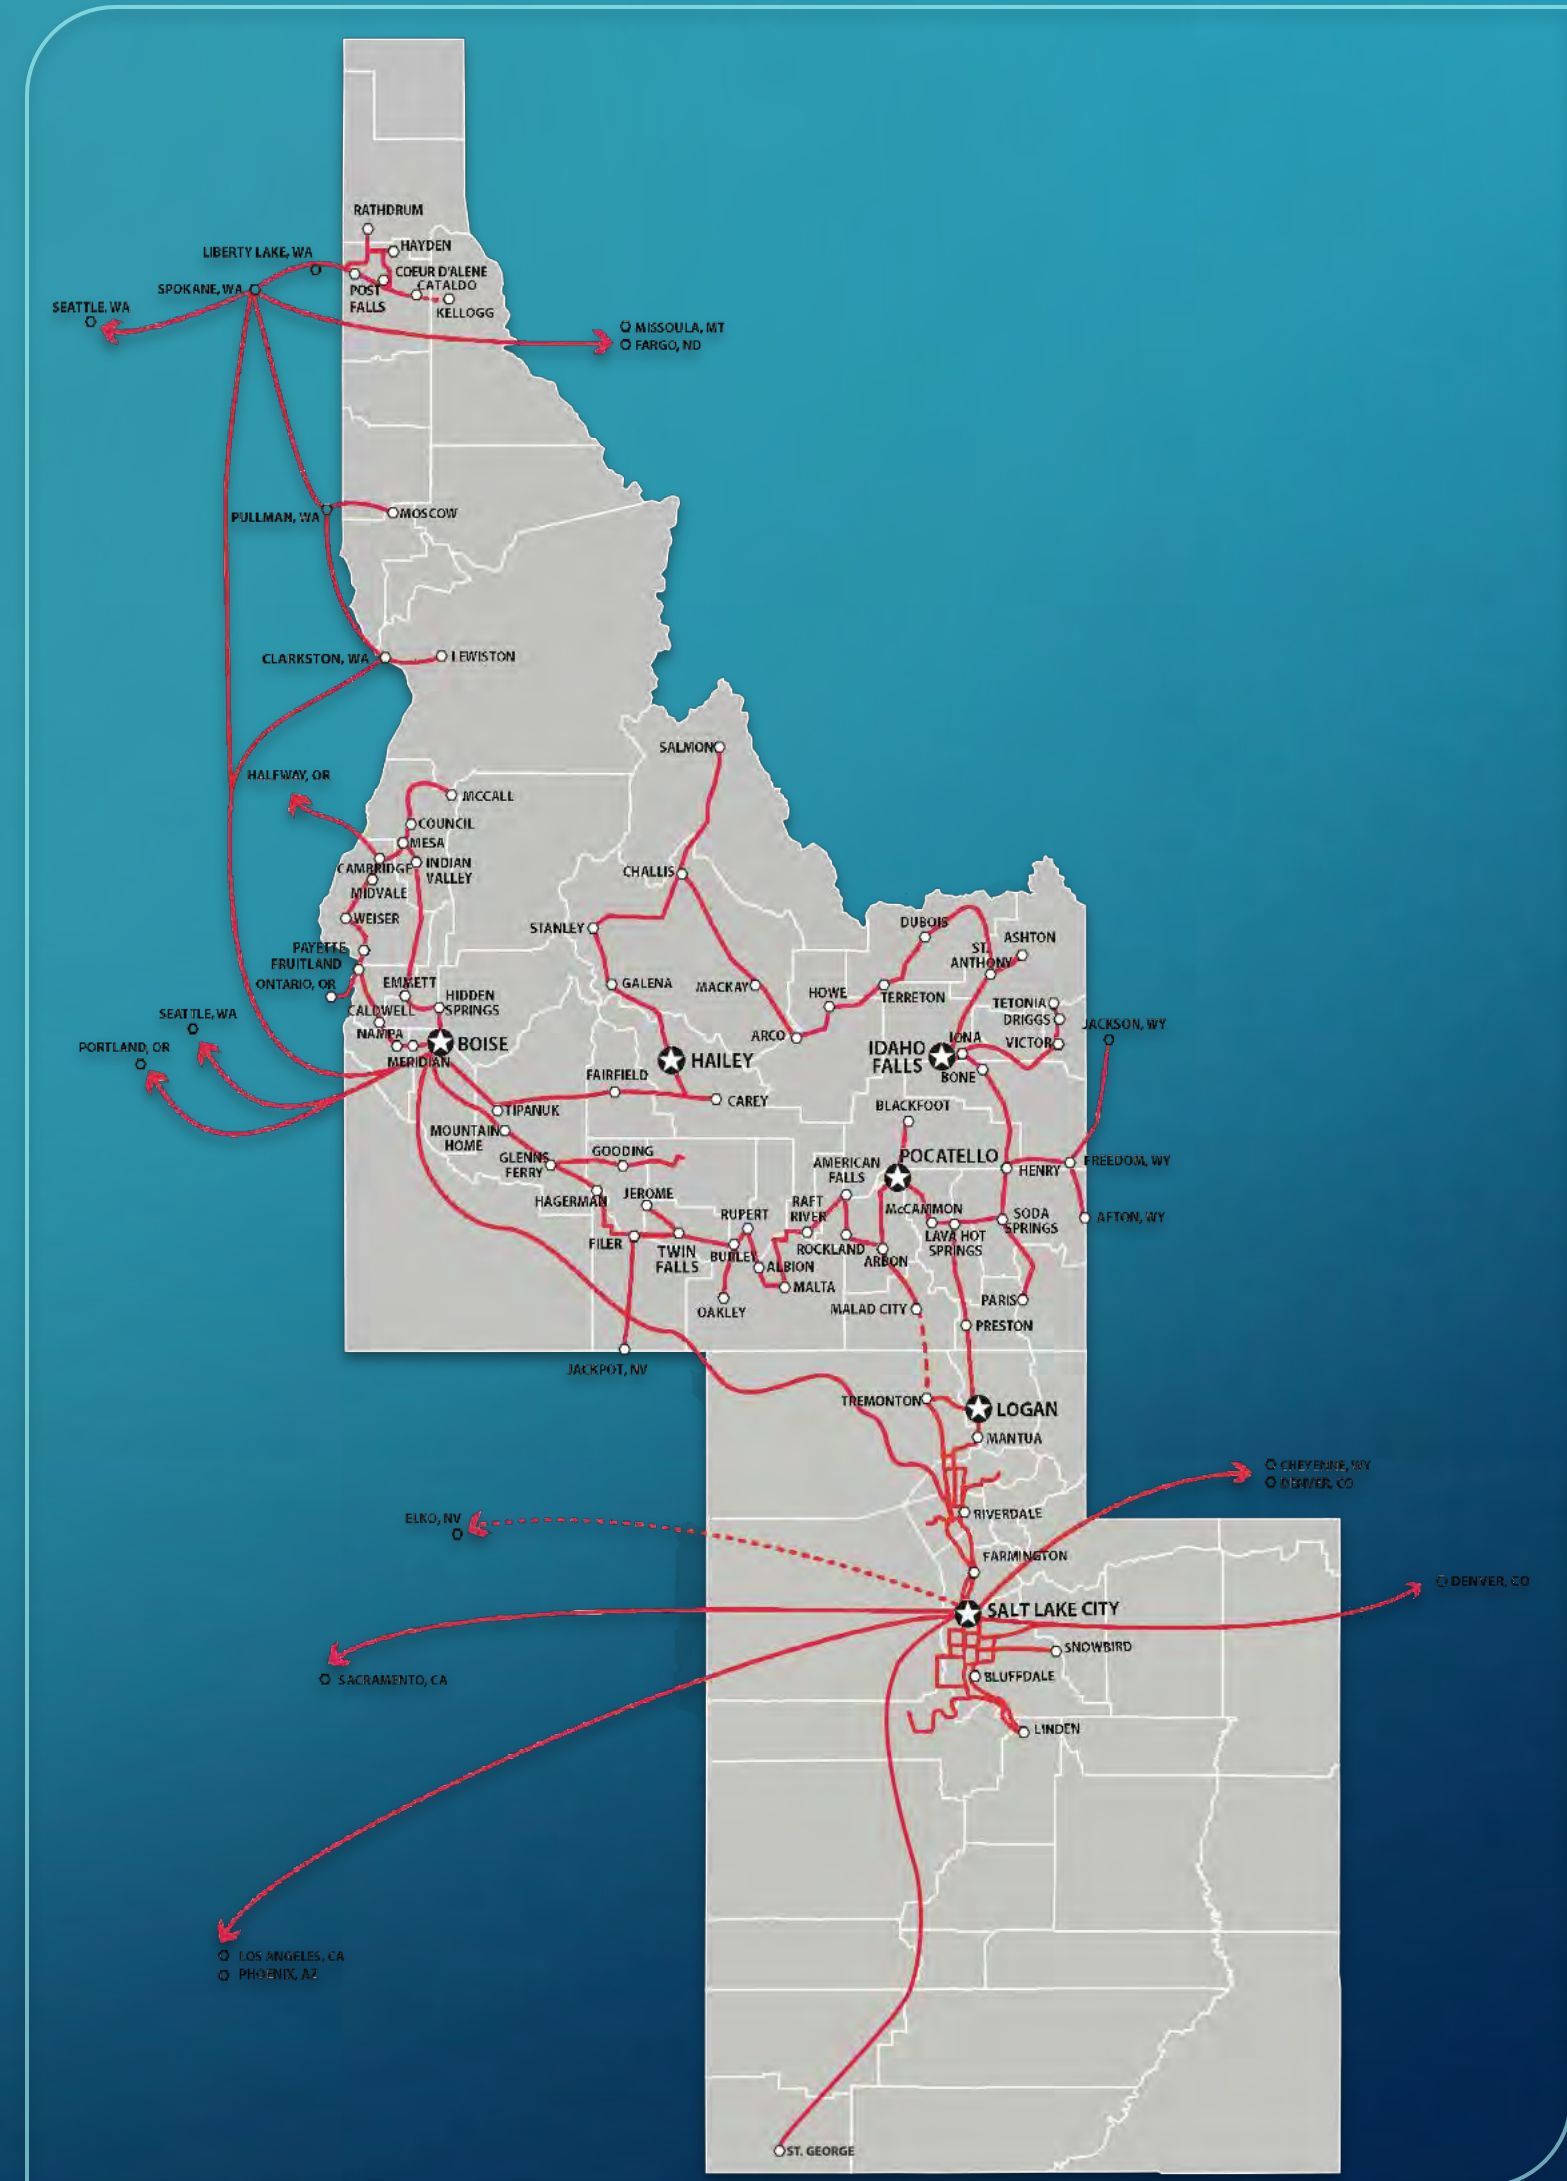 RATHDRUM
HAYDEN
LIBERTY LAKE, WA
COEUR D'ALENE
CATALDO
SPOKANE, WA
POST
FALLS
KELLOGG
SEATTLE, WA
MISSOULA, MT
FARGO, ND
PULLMAN, WA
MOSCOW
CLARKSTON, WA
LEWISTON
SALMON
HALFWAY, OR
MCCALL
COUNCIL
MESA
CAMBRIDGE
INDIAN
VALLEY
CHALLIS
MIDVALE
WEISER
STANLEY
DUBOIS
ASHTON
ST.
ANTHONY
PAYETTE
FRUITLAND
ONTARIO, OR
EMMETT
HIDDEN
SPRINGS
GALENA
MACKAY
HOWE
TERRETON
TETONIA
DRIGGS
CALDWELL
SEATTLE, WA
NAMPA
BOISE
MERIDIAN
ARCO
IDAHO
FALLS
IONA
VICTOR
JACKSON, WY
PORTLAND, OR
HAILEY
BONE
FAIRFIELD
CAREY
TIPANUK
BLACKFOOT
MOUNTAIN
HOME
GLENNS
FERRY
GOODING
AMERICAN
FALLS
POCATELLO
HENRY
FREEDOM, WY
HAGERMAN
JEROME
RAFT
RIVER
McCAMMON
RUPERT
SODA
SPRINGS
AFTON, WY
FILER
TWIN
FALLS
BURLEY
ROCKLAND
ARBON
LAVA HOT
SPRINGS
ALBION
MALTA
OAKLEY
MALAD CITY
PARIS
PRESTON
JACKPOT, NV
TREMONTON
LOGAN
MANTUA
CHEYENNE, WY
DENVER, CO
ELKO, NV
RIVERDALE
FARMINGTON
DENVER, CO
SALT LAKE CITY
SNOWBIRD
SACRAMENTO, CA
BLUFFDALE
LINDEN
LOS ANGELES, CA
PHOENIX, AZ
ST. GEORGE